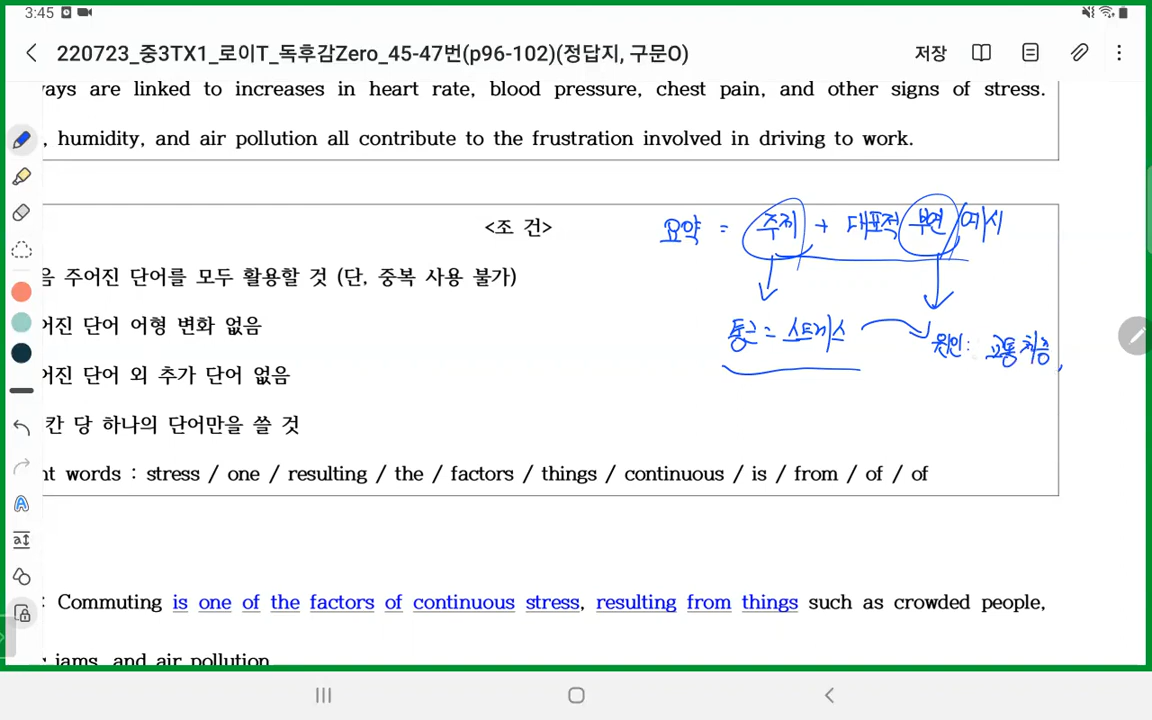 3:45
220723_중3TX1_로이T_독후감Zero_45-47번(p96-102)(정답지, 구문O)
저장
ways are linked to increases in heart rate, blood pressure, chest pain, and other signs of stress.
, humidity, and air pollution all contribute to the frustration involved in driving to work.
<조 건>
요약 = 주제 + 대표적 부연/예시
음 주어진 단어를 모두 활용할 것 (단, 중복 사용 불가)
어진 단어 어형 변화 없음
통근 = 스트레스
원인: 교통체증,
어진 단어 외 추가 단어 없음
칸 당 하나의 단어만을 쓸 것
nt words : stress / one / resulting / the / factors / things / continuous / is / from / of / of
: Commuting is one of the factors of continuous stress, resulting from things such as crowded people,
jams, and air pollution